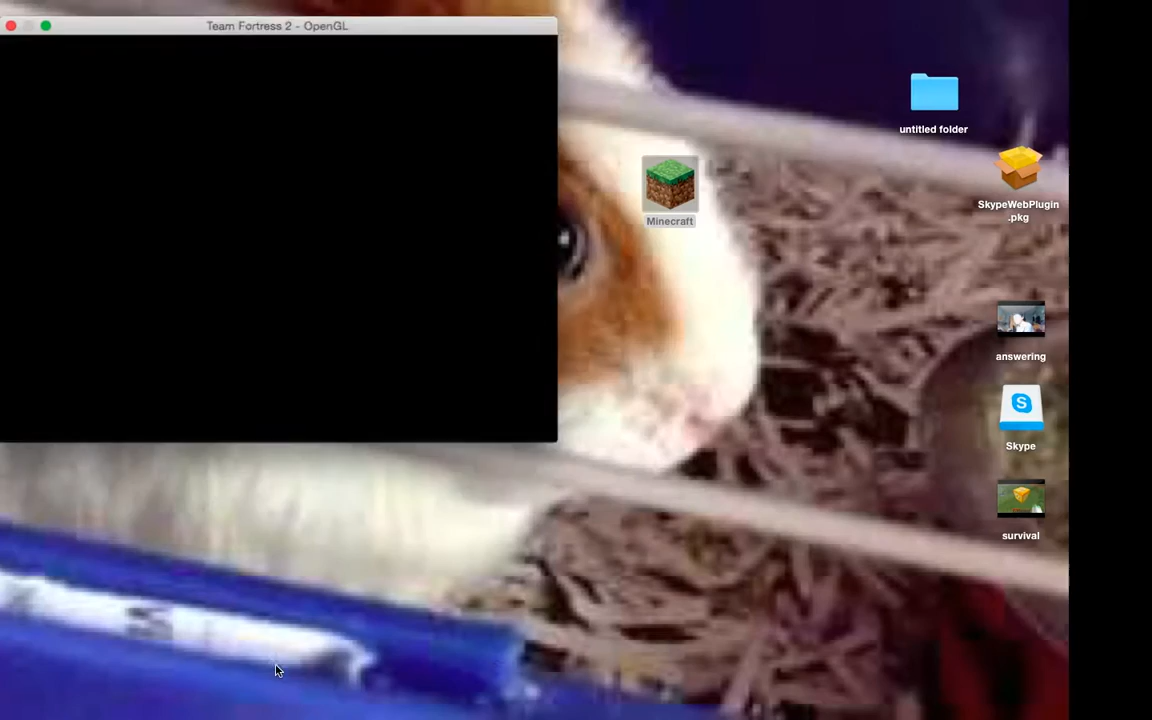 Team Fortress 2 - OpenGL
untitled folder
Minecraft
SkypeWebPlugin
.pkg
answering
S
Skype
survival